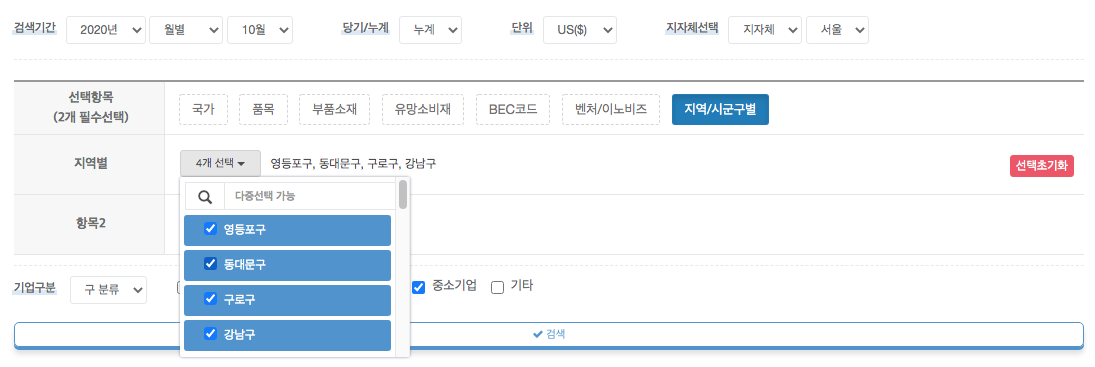 검색기간 2020년 월별 10월 당기/누계 누계 단위 US($) 지자체선택 지자체 서울
선택항목
(2개 필수선택)
국가 품목 부품소재 유망소비재 BEC코드 벤처/이노비즈 지역/시군구별
지역별 4개 선택 영등포구, 동대문구, 구로구, 강남구 선택초기화
다중선택 가능
영등포구
항목2
동대문구
기업구분 구 분류 중소기업 기타
구로구
강남구
검색